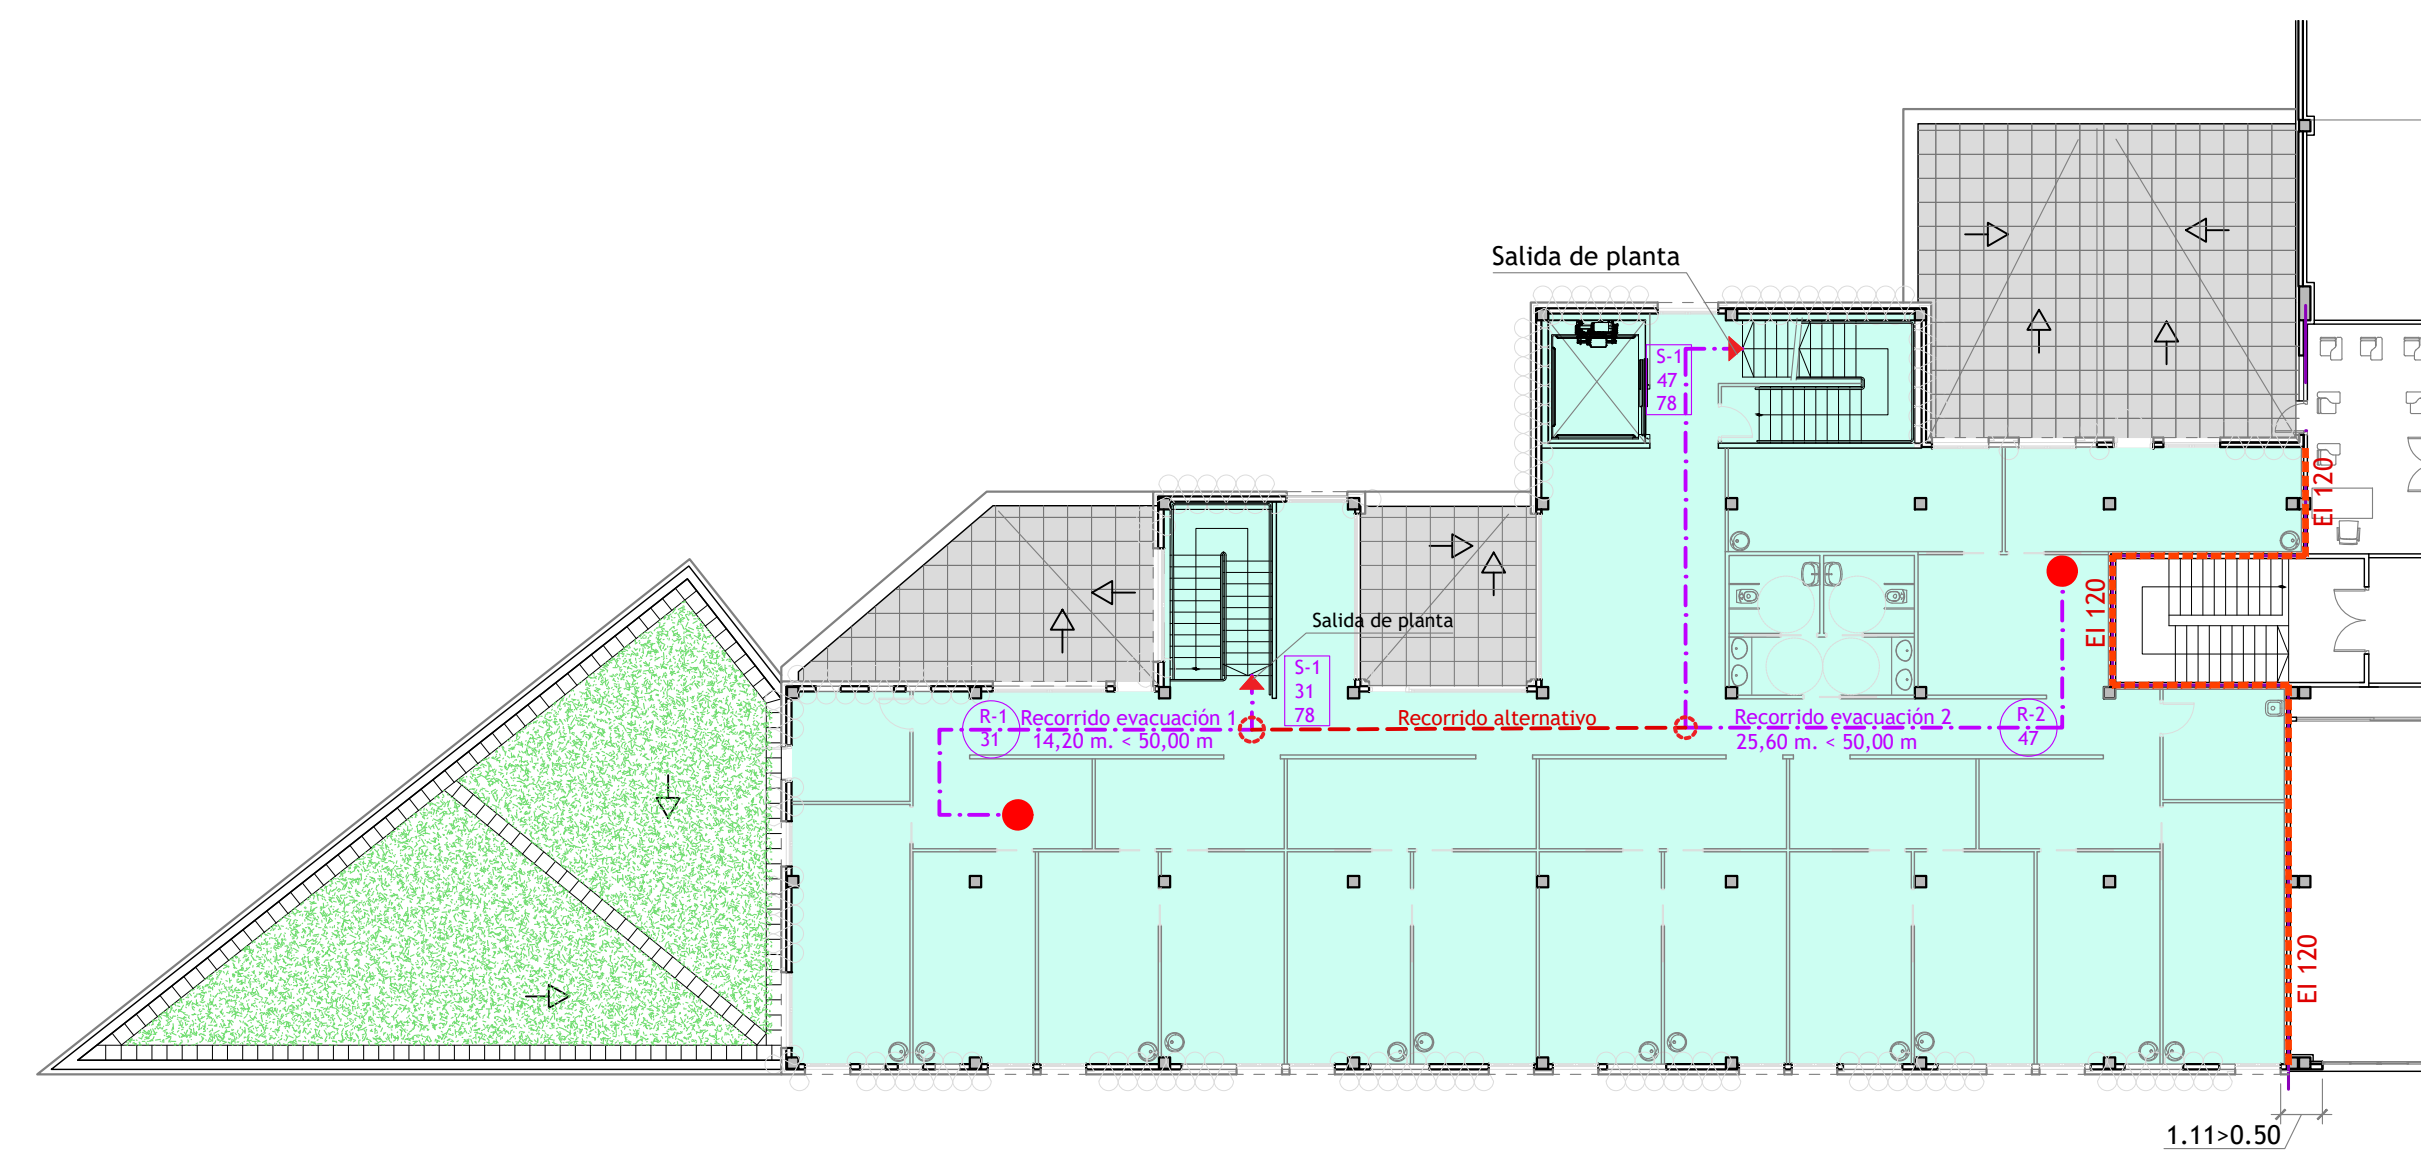 Salida de planta
S-1
47
78
EI 120
Salida de planta
EI 120
S-1
31
78
R-1
31
Recorrido evacuación 1
14,20 m. < 50,00 m
Recorrido alternativo
Recorrido evacuación 2
25,60 m. < 50,00 m
R-2
47
EI 120
1.11>0.50